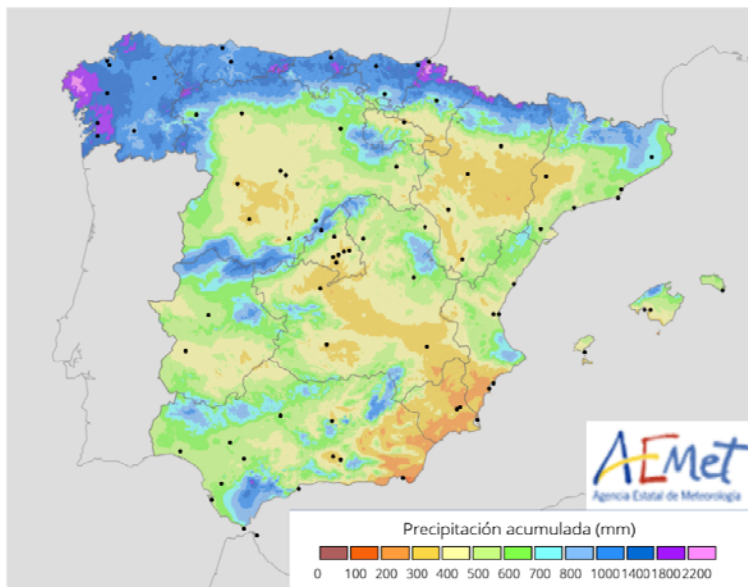 AEMet
Agencia Estatal de Meteorología
Precipitación acumulada (mm)
0 100 200 300 400 500 600 700 800 1000 1400 1800 2200